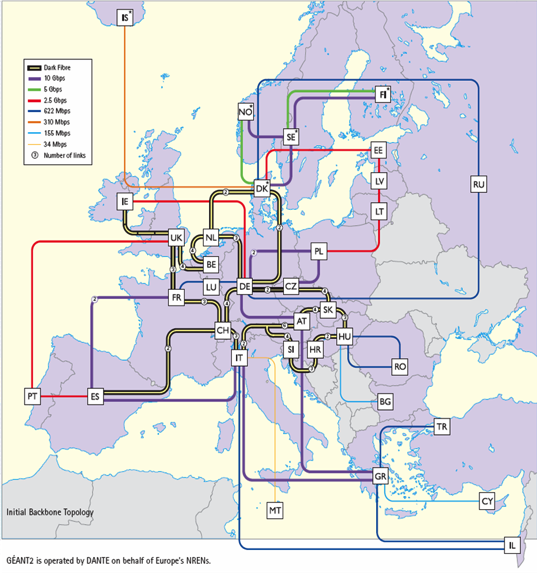 IS*
Dark Fibre
10 Gbps
5 Gbps
2.5 Gbps
622 Mbps
310 Mbps
155 Mbps
34 Mbps
Number of links
NO*
FI*
SE*
EE
LV
RU
DK*
IE
LT
UK
NL
PL
BE
LU
DE
CZ
FR
SK
AT
CH
HU
IT
SI
HR
RO
PT
ES
BG
TR
GR
CY
MT
Initial Backbone Topology
IL
GÉANT2 is operated by DANTE on behalf of Europe's NRENs.